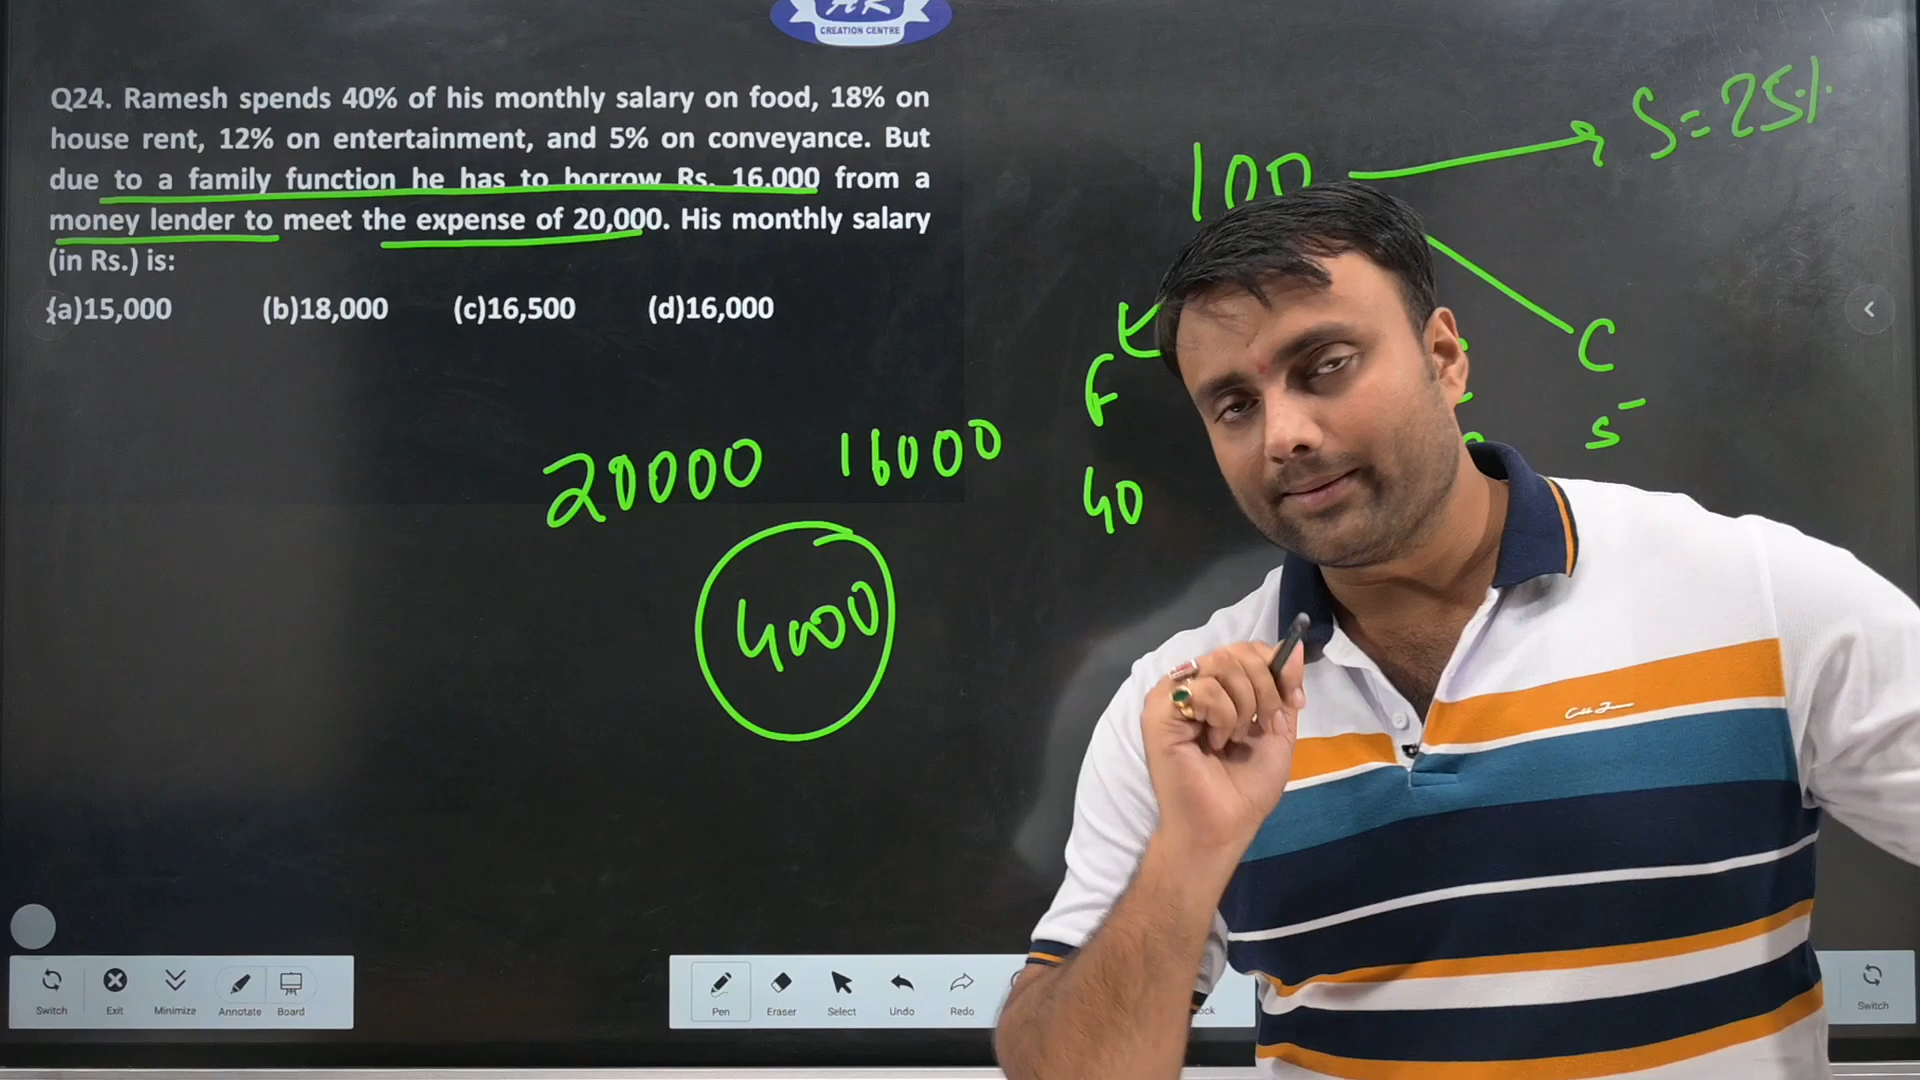 AK
CREATION CENTRE
Q24. Ramesh spends 40% of his monthly salary on food, 18% on
house rent, 12% on entertainment, and 5% on conveyance. But
due to a family function he has to borrow Rs. 16,000 from a
money lender to meet the expense of 20,000. His monthly salary
(in Rs.) is:
(a)15,000 (b)18,000 (c)16,500 (d)16,000
100 S=25%
F C
40 5
20000 16000
4000
Switch Exit Minimize Annotate Board
Pen Eraser Select Undo Redo
Switch